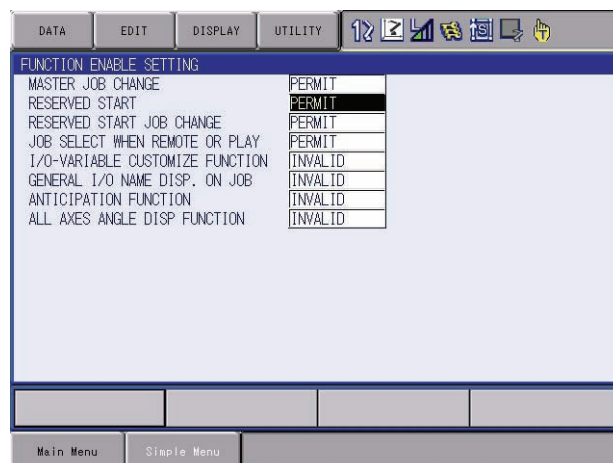 DATA EDIT DISPLAY UTILITY
FUNCTION ENABLE SETTING
MASTER JOB CHANGE PERMIT
RESERVED START PERMIT
RESERVED START JOB CHANGE PERMIT
JOB SELECT WHEN REMOTE OR PLAY PERMIT
I/O-VARIABLE CUSTOMIZE FUNCTION INVALID
GENERAL I/O NAME DISP. ON JOB INVALID
ANTICIPATION FUNCTION INVALID
ALL AXES ANGLE DISP FUNCTION INVALID
Main Menu Simple Menu